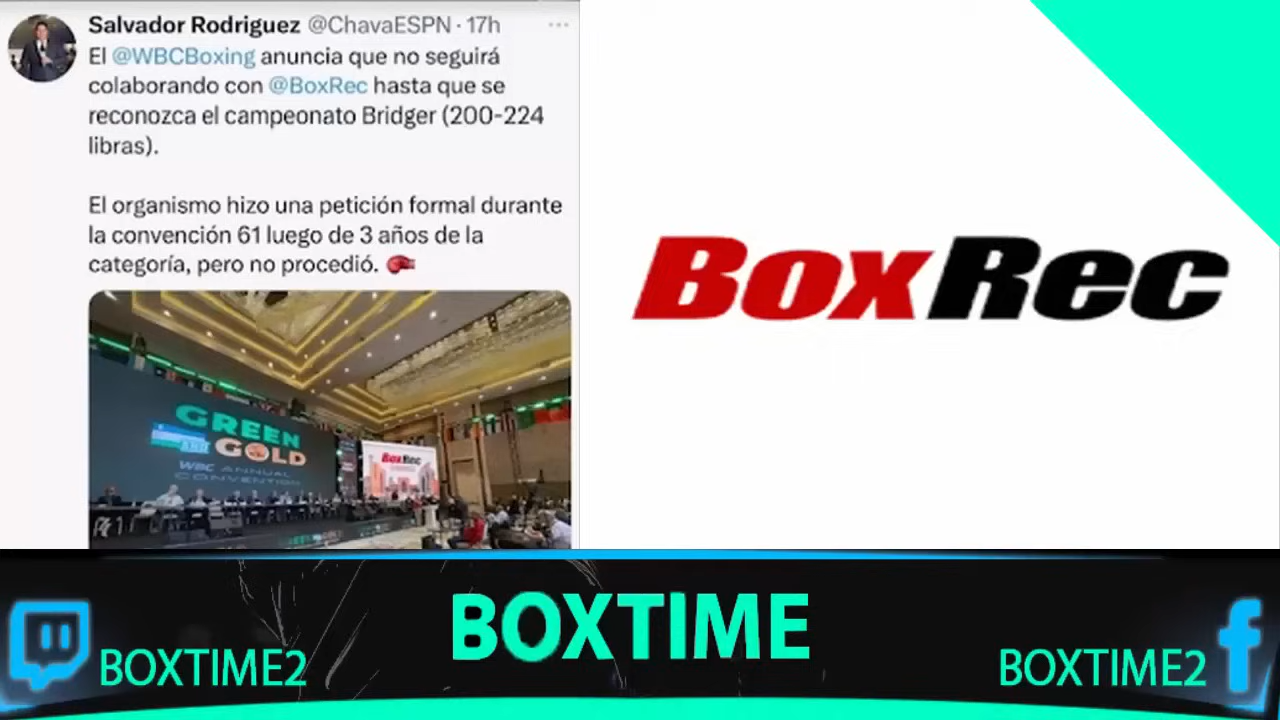 Salvador Rodriguez @ChavaESPN · 17h
El @WBCBoxing anuncia que no seguirá
colaborando con @BoxRec hasta que se
reconozca el campeonato Bridger (200-224
libras).
El organismo hizo una petición formal durante
la convención 61 luego de 3 años de la
categoría, pero no procedió.
GREEN
GOLD
WBC ANNUAL
CONVENTION
BoxRec
BoxRec
BOXTIME
BOXTIME2
BOXTIME2